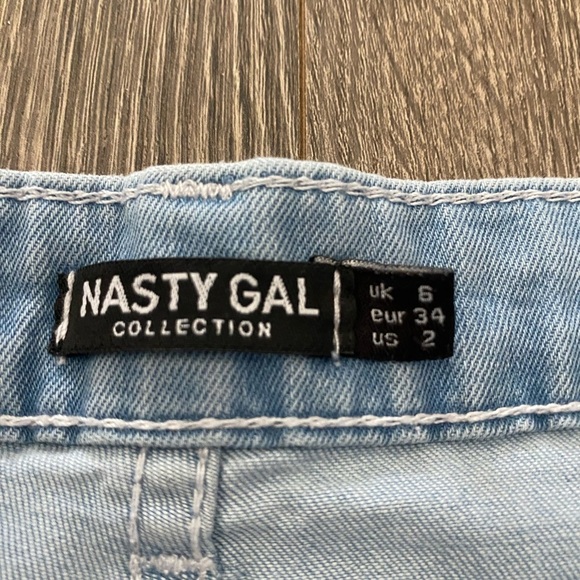 NASTY GAL
COLLECTION
uk 6
eur 34
us 2